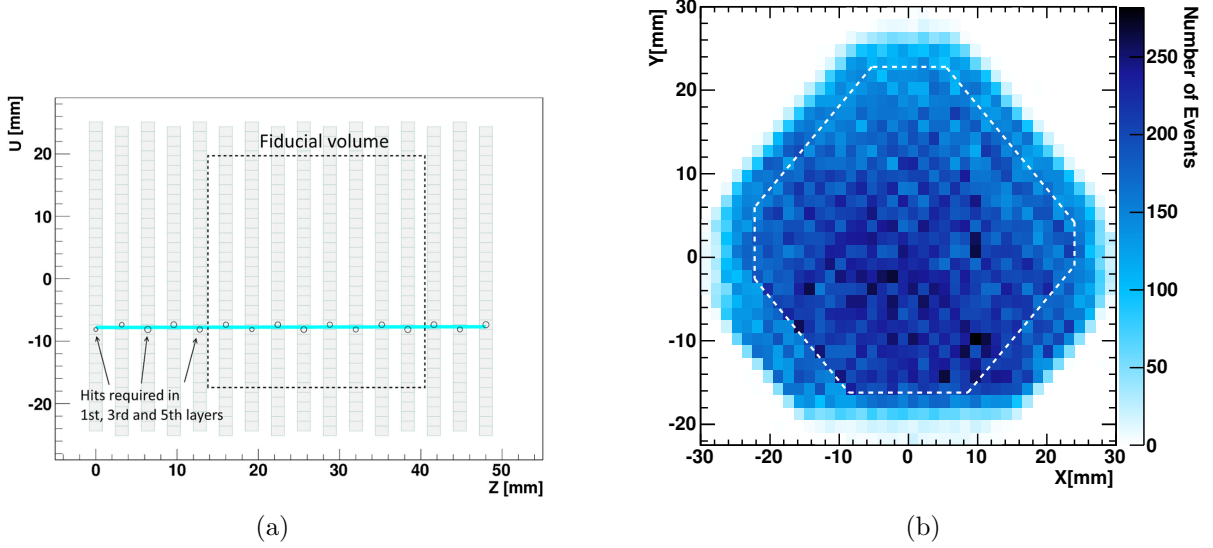 U [mm]
20
10
0
-10
-20
Fiducial volume
Hits required in
1st, 3rd and 5th layers
0 10 20 30 40 50
Z [mm]
(a)
Y[mm]
30
20
10
0
-10
-20
-30 -20 -10 0 10 20 30
X[mm]
250
200
150
100
50
0
Number of Events
(b)